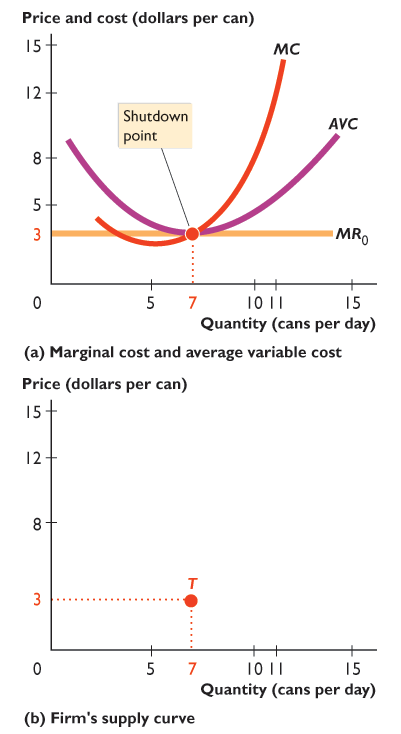 Price and cost (dollars per can)
15
MC
12
Shutdown
point
AVC
8
5
3
MR0
0
5
7
10
11
15
Quantity (cans per day)
(a) Marginal cost and average variable cost
Price (dollars per can)
15
12
8
T
3
0
5
7
10
11
15
Quantity (cans per day)
(b) Firm's supply curve